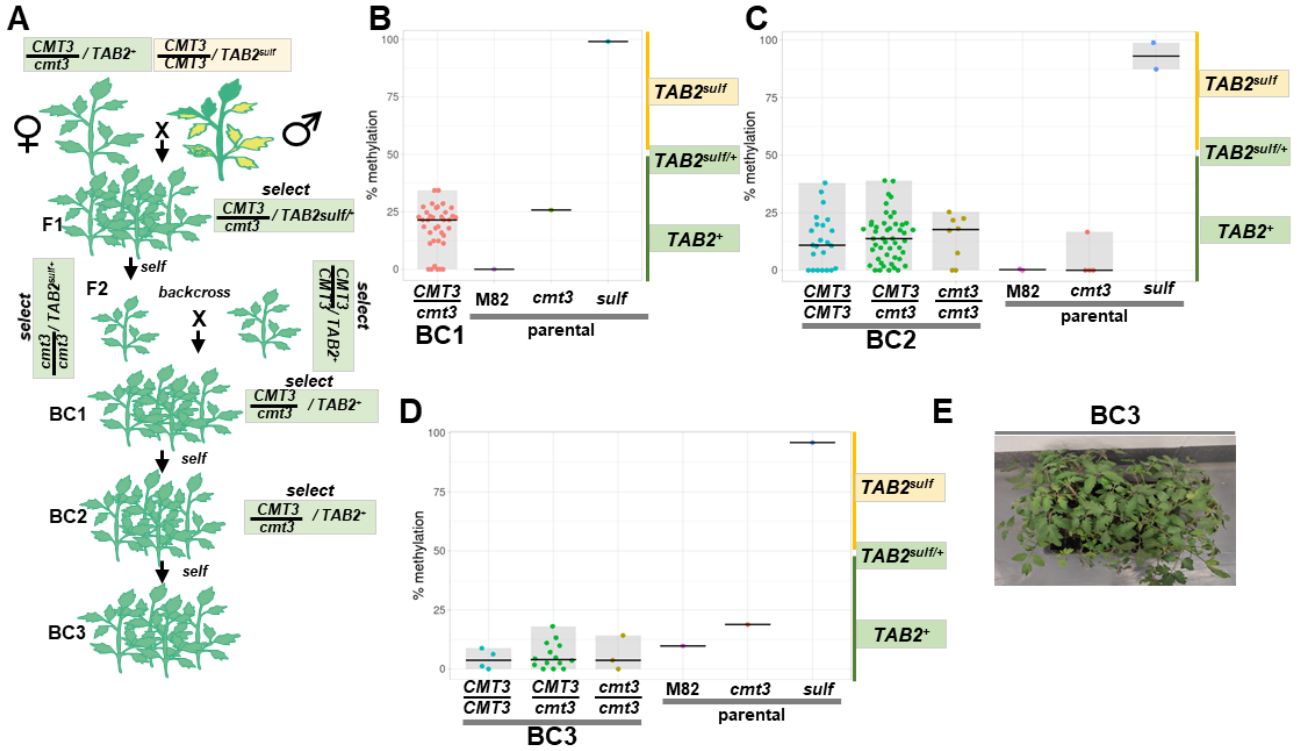 A
CMT3
cmt3 / TAB2+
CMT3
CMT3 / TAB2sulf
♀
X
♂
F1
select
CMT3
cmt3 / TAB2sulf/+
self
F2
backcross
select
cmt3
cmt3 / TAB2sulf/+
X
select
CMT3
CMT3 / TAB2+
BC1
select
CMT3
cmt3 / TAB2+
self
BC2
select
CMT3
cmt3 / TAB2+
self
BC3
B
% methylation
100
75
50
25
0
CMT3
cmt3
BC1
M82 cmt3 sulf
parental
TAB2sulf
TAB2sulf/+
TAB2+
C
% methylation
100
75
50
25
0
CMT3 CMT3 cmt3
CMT3 cmt3 cmt3
BC2
M82 cmt3 sulf
parental
TAB2sulf
TAB2sulf/+
TAB2+
D
% methylation
100
75
50
25
0
CMT3 CMT3 cmt3
CMT3 cmt3 cmt3
BC3
M82 cmt3 sulf
parental
TAB2sulf
TAB2sulf/+
TAB2+
E
BC3